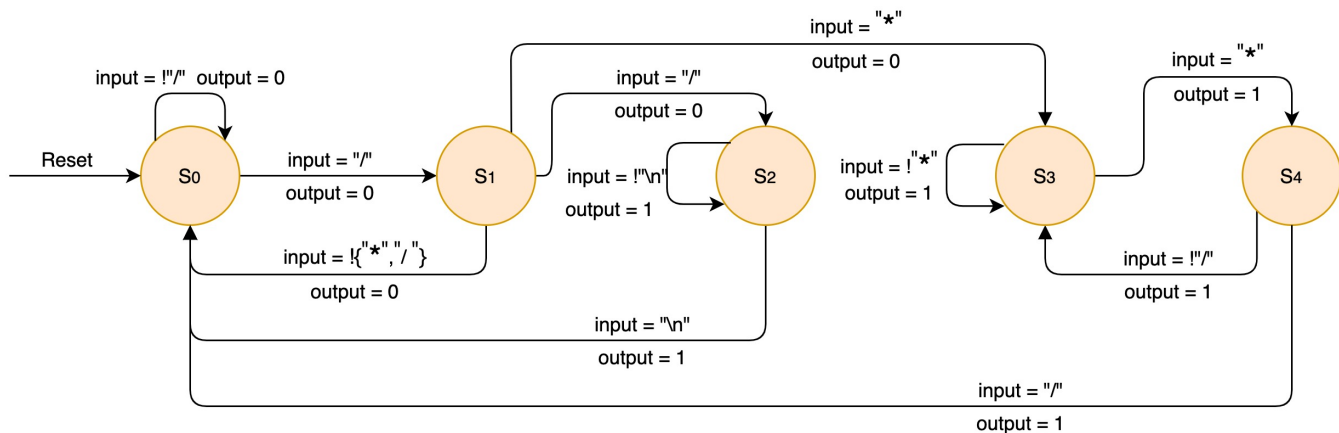 input = "*"
output = 0
input = !"/" output = 0
input = "/"
output = 0
input = "*"
output = 1
Reset
input = "/"
output = 0
S0
S1
input = !"\n"
output = 1
S2
input = !"*"
output = 1
S3
S4
input = !{"*","/ "}
output = 0
input = !"/"
output = 1
input = "\n"
output = 1
input = "/"
output = 1